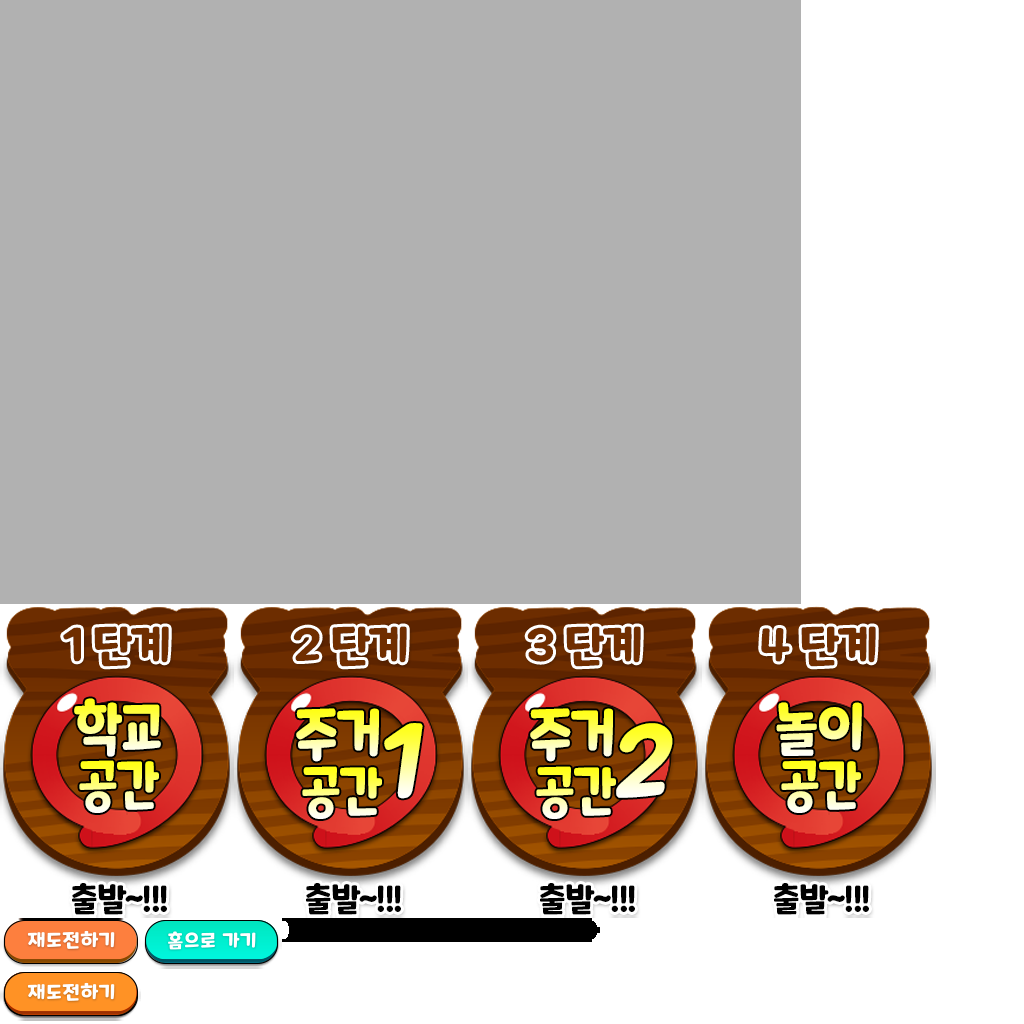 1 단계
학교
공간
출발~!!!
2 단계
주거
공간 1
출발~!!!
3 단계
주거
공간 2
출발~!!!
4 단계
놀이
공간
출발~!!!
재도전하기
홈으로 가기
재도전하기